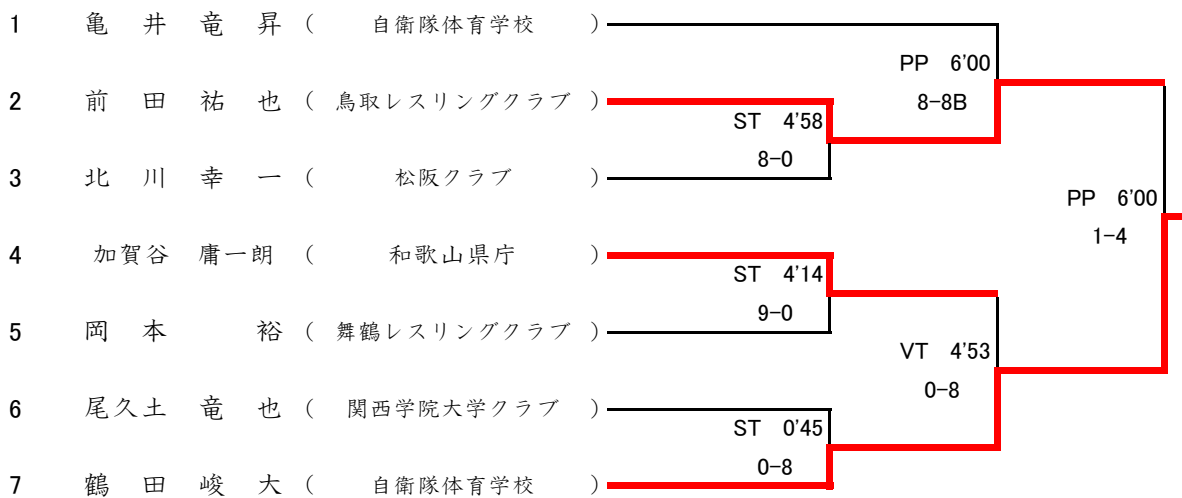 1 亀 井 竜 昇 ( 自衛隊体育学校 )
PP 6'00
2 前 田 祐 也 ( 鳥取レスリングクラブ ) 8-8B
ST 4'58
8-0
3 北 川 幸 一 ( 松阪クラブ )
PP 6'00
1-4
4 加賀谷 庸一朗 ( 和歌山県庁 )
ST 4'14
9-0
5 岡 本 裕 ( 舞鶴レスリングクラブ )
VT 4'53
0-8
6 尾久土 竜 也 ( 関西学院大学クラブ )
ST 0'45
0-8
7 鶴 田 峻 大 ( 自衛隊体育学校 )